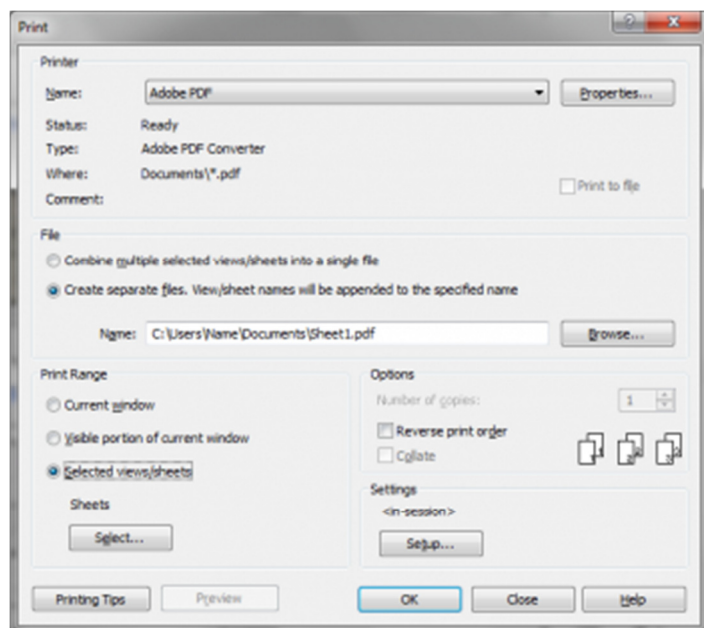 Print
Printer
Name: Adobe PDF Properties...
Status: Ready
Type: Adobe PDF Converter
Where: Documents\*.pdf
Print to file
Comment:
File
Combine multiple selected views/sheets into a single file
Create separate files. View/sheet names will be appended to the specified name
Name: C:\Users\Name\Documents\Sheet1.pdf Browse...
Print Range
Current window
Visible portion of current window
Selected views/sheets
Sheets
Select...
Options
Number of copies: 1
Reverse print order
Collate
Settings
<in-session>
Setup...
Printing Tips Preview OK Close Help